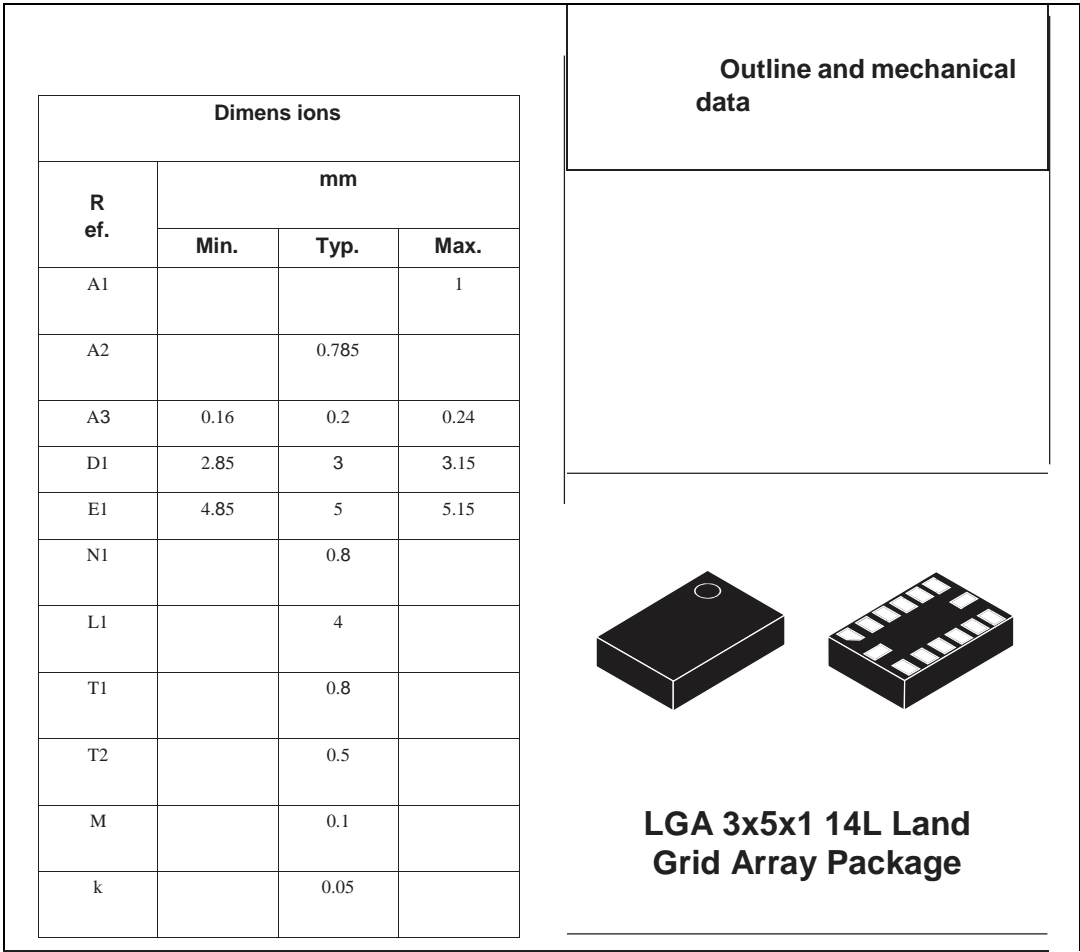 Outline and mechanical
data
Dimens ions
R
ef.
mm
Min. Typ. Max.
A1 1
A2 0.785
A3 0.16 0.2 0.24
D1 2.85 3 3.15
E1 4.85 5 5.15
N1 0.8
L1 4
T1 0.8
T2 0.5
M 0.1
k 0.05
LGA 3x5x1 14L Land
Grid Array Package